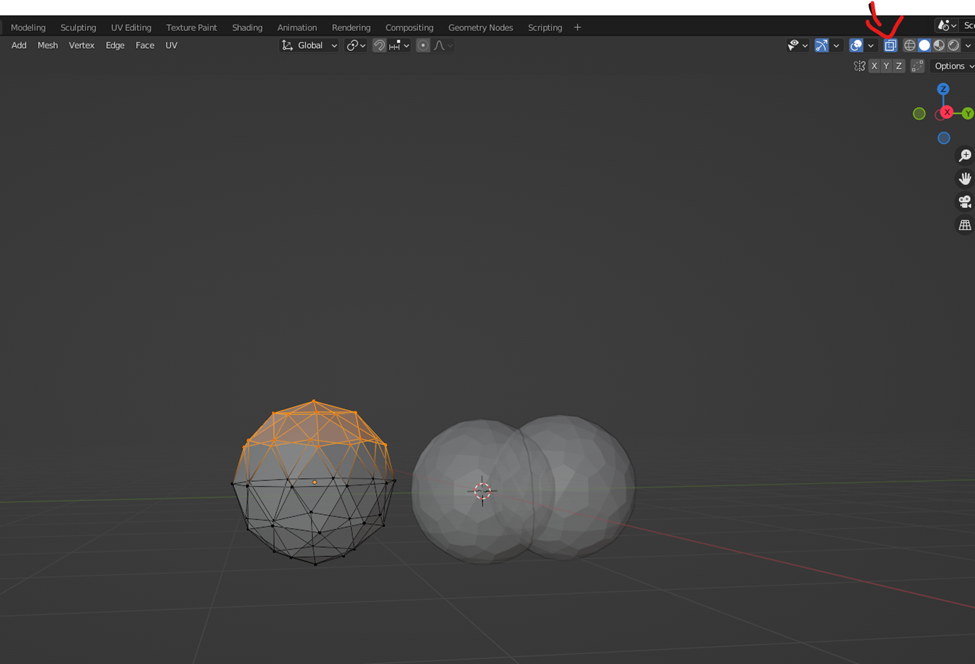 Modeling Sculpting UV Editing Texture Paint Shading Animation Rendering Compositing Geometry Nodes Scripting + Sc
Add Mesh Vertex Edge Face UV Global
X Y Z Options
Z
X Y